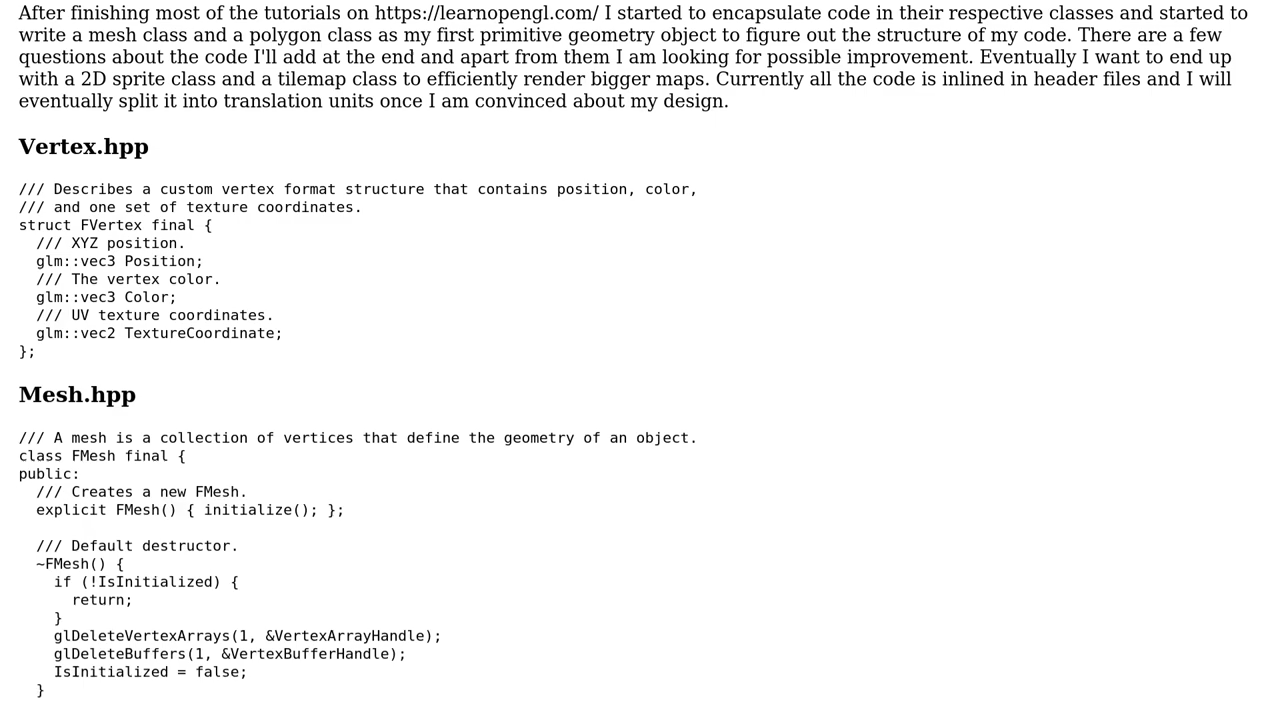 After finishing most of the tutorials on https://learnopengl.com/ I started to encapsulate code in their respective classes and started to
write a mesh class and a polygon class as my first primitive geometry object to figure out the structure of my code. There are a few
questions about the code I'll add at the end and apart from them I am looking for possible improvement. Eventually I want to end up
with a 2D sprite class and a tilemap class to efficiently render bigger maps. Currently all the code is inlined in header files and I will
eventually split it into translation units once I am convinced about my design.
Vertex.hpp
/// Describes a custom vertex format structure that contains position, color,
/// and one set of texture coordinates.
struct FVertex final {
  /// XYZ position.
  glm::vec3 Position;
  /// The vertex color.
  glm::vec3 Color;
  /// UV texture coordinates.
  glm::vec2 TextureCoordinate;
};
Mesh.hpp
/// A mesh is a collection of vertices that define the geometry of an object.
class FMesh final {
public:
  /// Creates a new FMesh.
  explicit FMesh() { initialize(); };
  /// Default destructor.
  ~FMesh() {
    if (!IsInitialized) {
      return;
    }
    glDeleteVertexArrays(1, &VertexArrayHandle);
    glDeleteBuffers(1, &VertexBufferHandle);
    IsInitialized = false;
  }